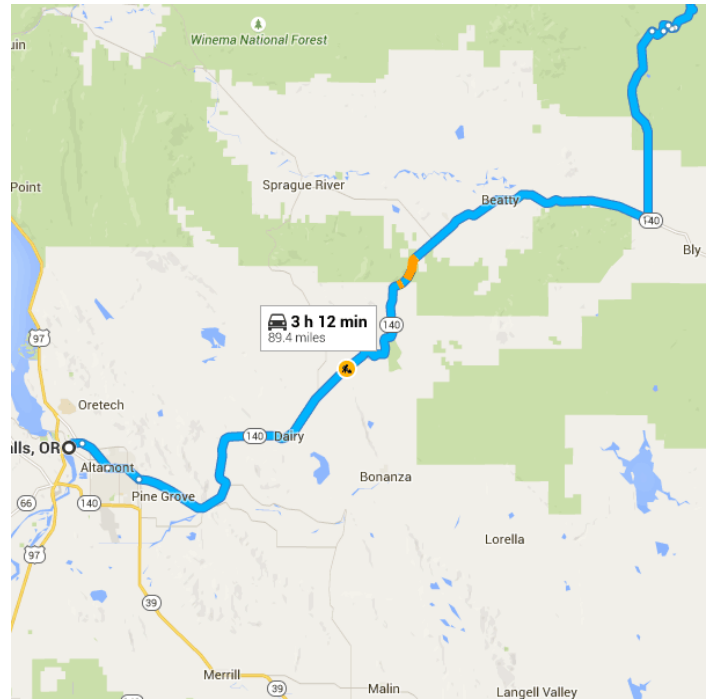 Winema National Forest
uin
Sprague River
Point
Beatty
140
Bly
3 h 12 min
89.4 miles
140
97
Oretech
140
Dairy
alls, OR
Altamont
Bonanza
Pine Grove
66
140
Lorella
97
39
Merrill
39
Malin
Langell Valley